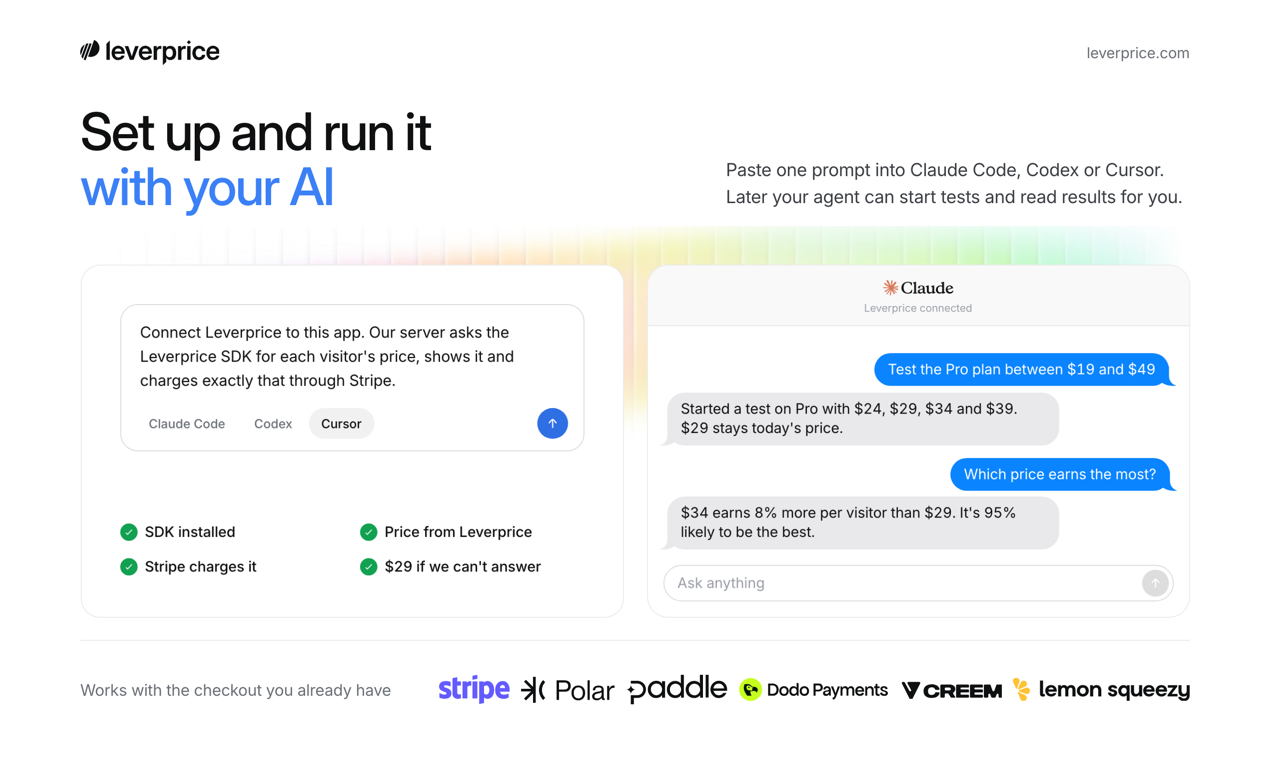 leverprice
leverprice.com
Set up and run it
with your AI
Paste one prompt into Claude Code, Codex or Cursor.
Later your agent can start tests and read results for you.
Connect Leverprice to this app. Our server asks the
Leverprice SDK for each visitor's price, shows it and
charges exactly that through Stripe.
Claude Code Codex Cursor
SDK installed
Price from Leverprice
Stripe charges it
$29 if we can't answer
Claude
Leverprice connected
Test the Pro plan between $19 and $49
Started a test on Pro with $24, $29, $34 and $39.
$29 stays today's price.
Which price earns the most?
$34 earns 8% more per visitor than $29. It's 95%
likely to be the best.
Ask anything
Works with the checkout you already have
stripe Polar paddle Dodo Payments CREEM lemon squeezy